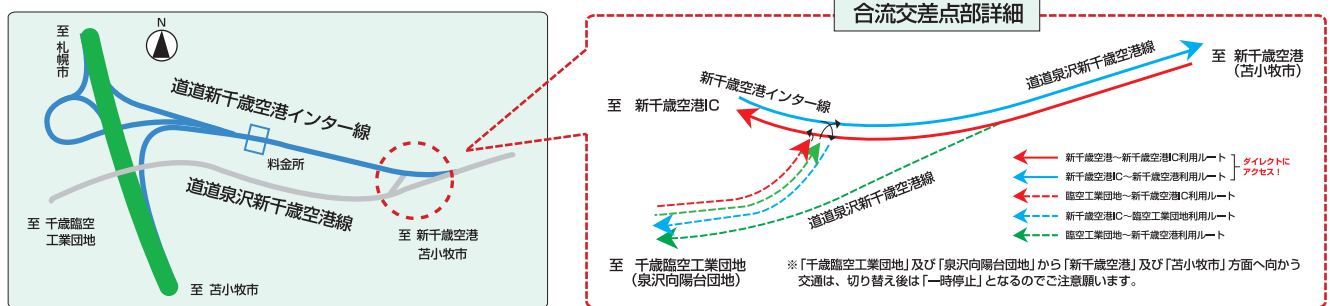 N
至 札幌市
道道新千歳空港インター線
料金所
道道泉沢新千歳空港線
至 千歳臨空
工業団地
至 新千歳空港
苫小牧市
至 苫小牧市
合流交差点部詳細
道道泉沢新千歳空港線
至 新千歳空港
(苫小牧市)
新千歳空港インター線
至 新千歳空港IC
新千歳空港～新千歳空港IC利用ルート
新千歳空港IC～新千歳空港利用ルート
ダイレクトに
アクセス!
臨空工業団地～新千歳空港IC利用ルート
新千歳空港IC～臨空工業団地利用ルート
臨空工業団地～新千歳空港利用ルート
道道泉沢新千歳空港線
至 千歳臨空工業団地
(泉沢向陽台団地)
※「千歳臨空工業団地」及び「泉沢向陽台団地」から「新千歳空港」及び「苫小牧市」方面へ向かう
交通は、切り替え後は「一時停止」となるのでご注意願います。